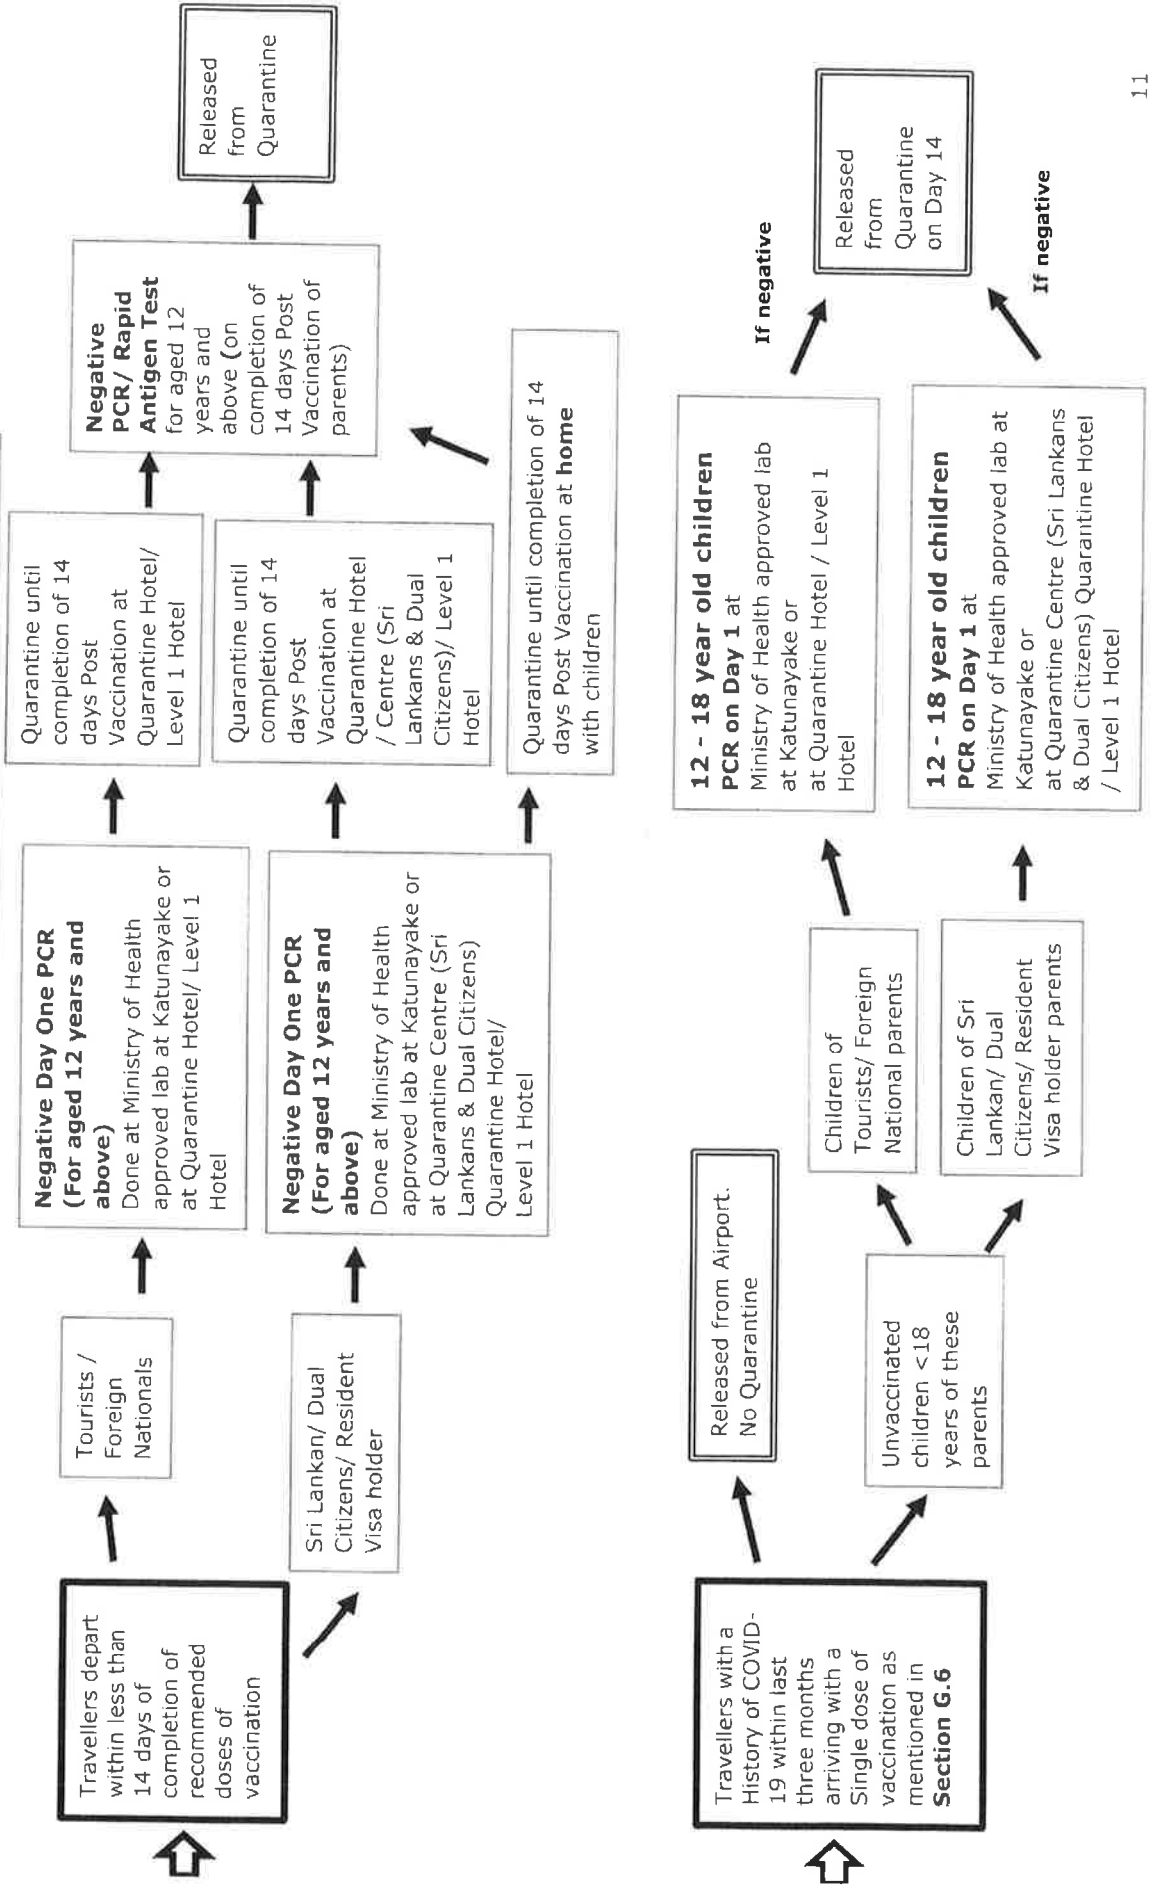 Travellers depart
within less than
14 days of
completion of
recommended
doses of
vaccination
Tourists /
Foreign
Nationals
Sri Lankan/ Dual
Citizens/ Resident
Visa holder
Negative Day One PCR
(For aged 12 years and
above)
Done at Ministry of Health
approved lab at Katunayake or
at Quarantine Hotel/ Level 1
Hotel
Negative Day One PCR
(For aged 12 years and
above)
Done at Ministry of Health
approved lab at Katunayake or
at Quarantine Centre (Sri
Lankans & Dual Citizens)
Quarantine Hotel/
Level 1 Hotel
Quarantine until
completion of 14
days Post
Vaccination at
Quarantine Hotel/
Level 1 Hotel
Quarantine until
completion of 14
days Post
Vaccination at
Quarantine Hotel
/ Centre (Sri
Lankans & Dual
Citizens)/ Level 1
Hotel
Quarantine until completion of 14
days Post Vaccination at home
with children
Negative
PCR/ Rapid
Antigen Test
for aged 12
years and
above (on
completion of
14 days Post
Vaccination of
parents)
Released
from
Quarantine
Travellers with a
History of COVID-
19 within last
three months
arriving with a
Single dose of
vaccination as
mentioned in
Section G.6
Released from Airport.
No Quarantine
Unvaccinated
children <18
years of these
parents
Children of
Tourists/ Foreign
National parents
Children of Sri
Lankan/ Dual
Citizens/ Resident
Visa holder parents
12 - 18 year old children
PCR on Day 1 at
Ministry of Health approved lab
at Katunayake or
at Quarantine Hotel / Level 1
Hotel
12 - 18 year old children
PCR on Day 1 at
Ministry of Health approved lab at
Katunayake or
at Quarantine Centre (Sri Lankans
& Dual Citizens) Quarantine Hotel
/ Level 1 Hotel
If negative
If negative
Released
from
Quarantine
on Day 14
11